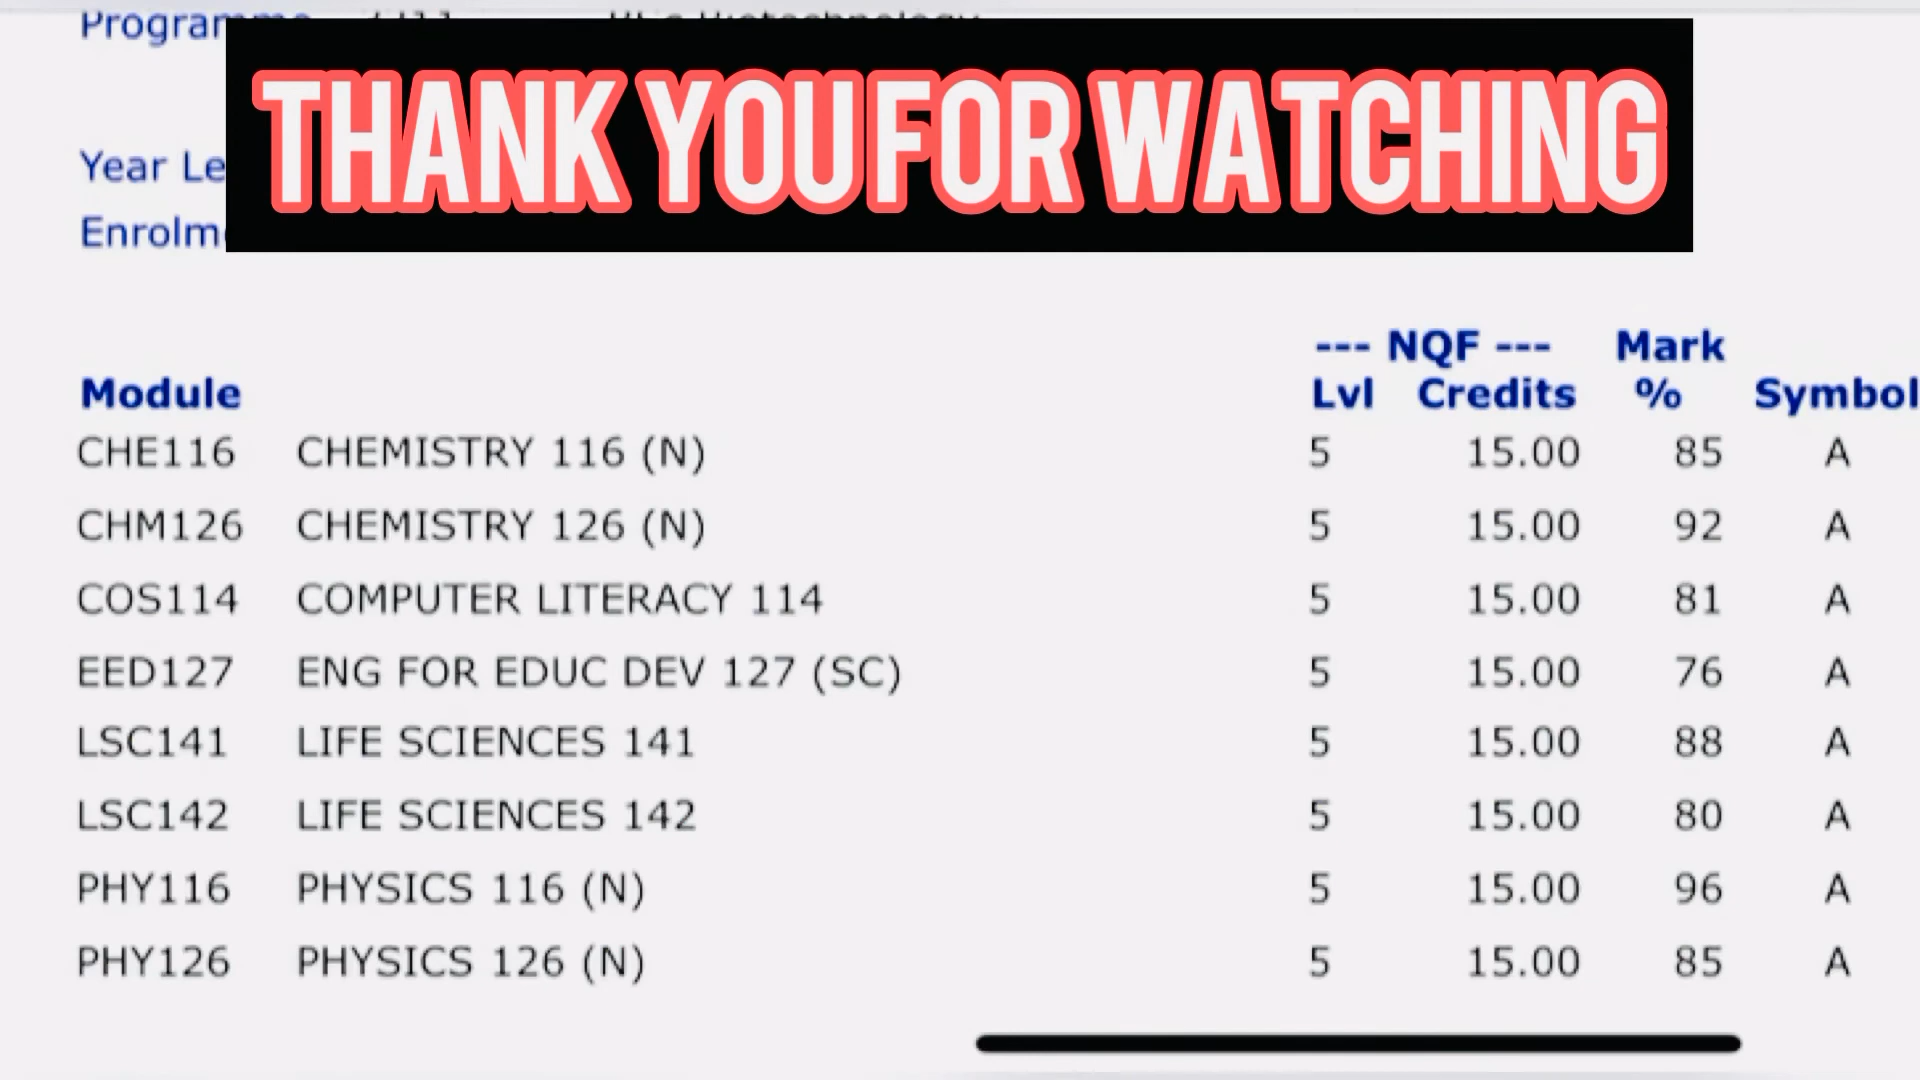 Programme
THANK YOU FOR WATCHING
Year Le
Enrolm
--- NQF --- Mark
Module Lvl Credits % Symbol
CHE116 CHEMISTRY 116 (N) 5 15.00 85 A
CHM126 CHEMISTRY 126 (N) 5 15.00 92 A
COS114 COMPUTER LITERACY 114 5 15.00 81 A
EED127 ENG FOR EDUC DEV 127 (SC) 5 15.00 76 A
LSC141 LIFE SCIENCES 141 5 15.00 88 A
LSC142 LIFE SCIENCES 142 5 15.00 80 A
PHY116 PHYSICS 116 (N) 5 15.00 96 A
PHY126 PHYSICS 126 (N) 5 15.00 85 A